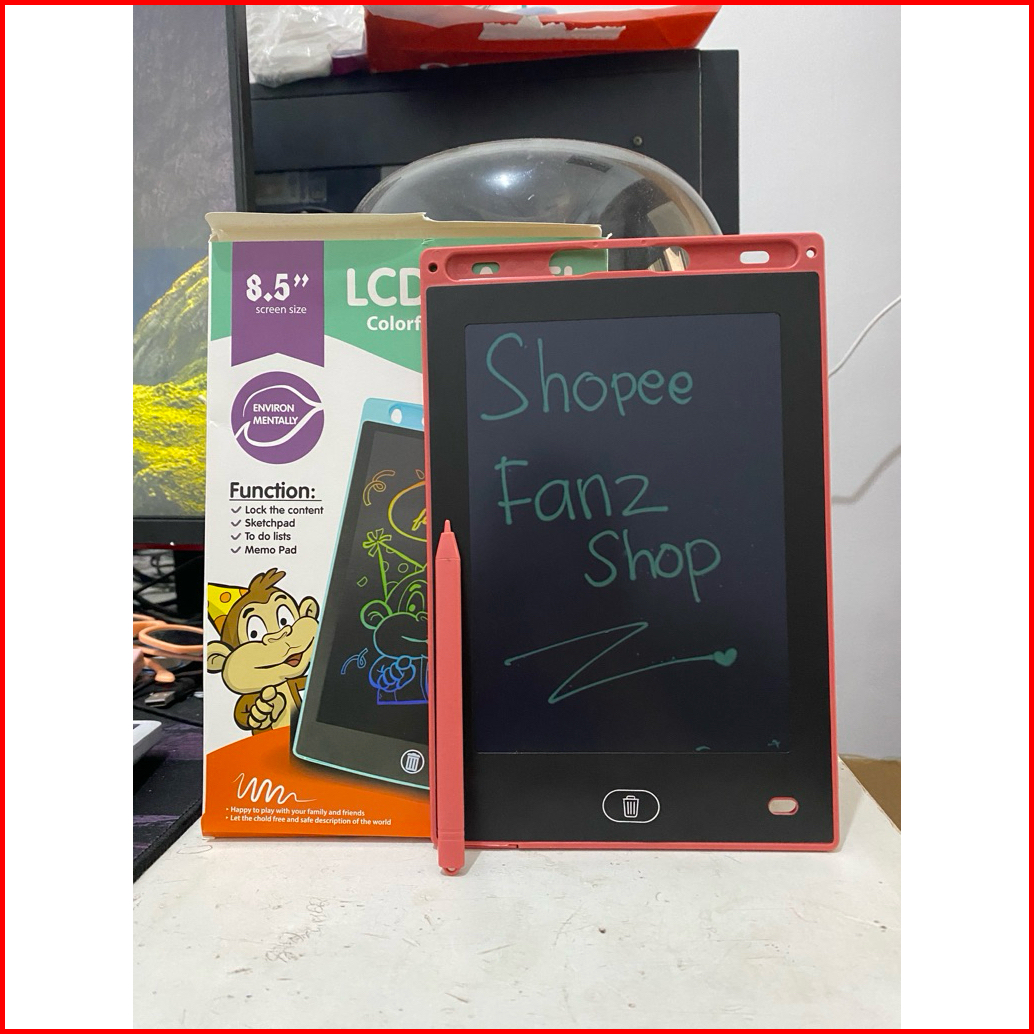 8.5”
screen size
LCD
ENVIRON
MENTALLY
Function:
Lock the content
Sketchpad
To do lists
Memo Pad
• Happy to play with your family and friends
• Let the chold free and safe description of the world
Shopee
Fanz
Shop